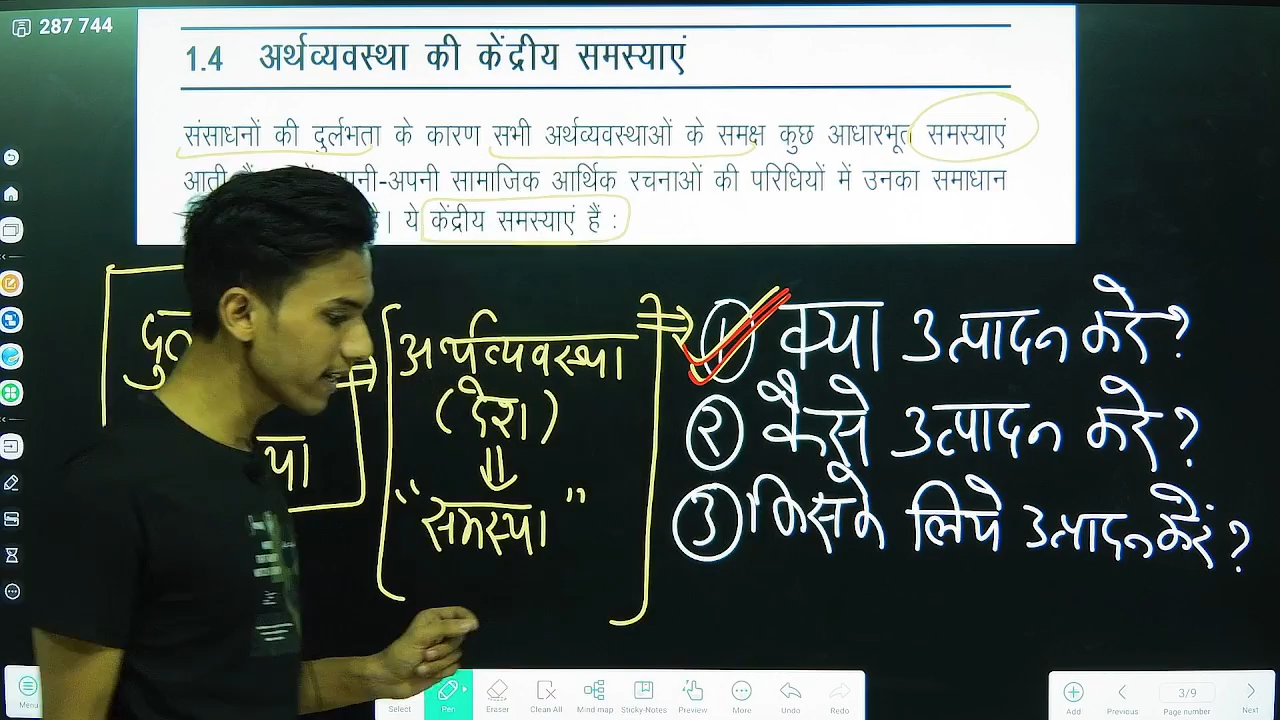 287 744
1.4 अर्थव्यवस्था की केंद्रीय समस्याएं
संसाधनों की दुर्लभता के कारण सभी अर्थव्यवस्थाओं के समक्ष कुछ आधारभूत समस्याएं
आती -अपनी सामाजिक आर्थिक रचनाओं की परिधियों में उनका समाधान
। ये केंद्रीय समस्याएं हैं :
अर्थव्यवस्था
(देश)
"समस्या"
① क्या उत्पादन करे?
② कैसे उत्पादन करे?
③ किसके लिये उत्पादन करें?
Menu
Select
Pen
Eraser
Clean All
Mind map
Sticky-Notes
Preview
More
Undo
Redo
Add
Previous
3/9
Page number
Next